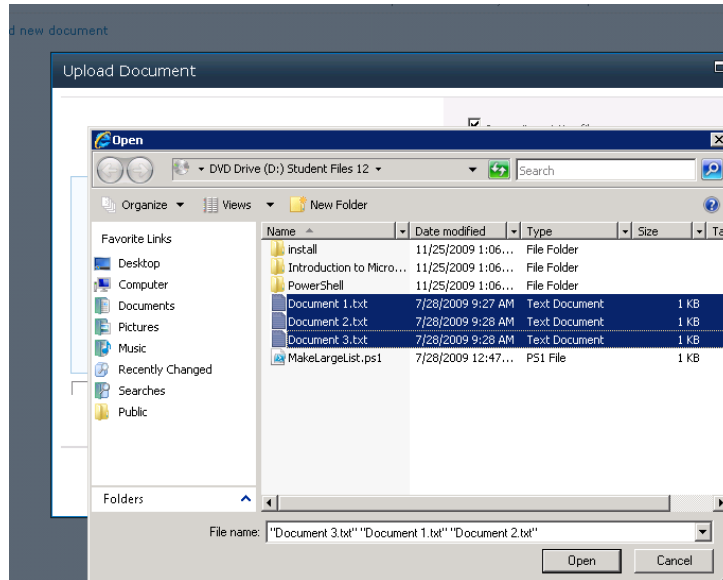 d new document
Upload Document
Open
DVD Drive (D:) Student Files 12
Search
Organize Views New Folder
Favorite Links
Desktop
Computer
Documents
Pictures
Music
Recently Changed
Searches
Public
Folders
Name Date modified Type Size Ta
install 11/25/2009 1:06... File Folder
Introduction to Micro... 11/25/2009 1:06... File Folder
PowerShell 11/25/2009 1:06... File Folder
Document 1.txt 7/28/2009 9:27 AM Text Document 1 KB
Document 2.txt 7/28/2009 9:28 AM Text Document 1 KB
Document 3.txt 7/28/2009 9:28 AM Text Document 1 KB
MakeLargeList.ps1 7/28/2009 12:47... PS1 File 1 KB
File name: "Document 3.txt" "Document 1.txt" "Document 2.txt"
Open Cancel